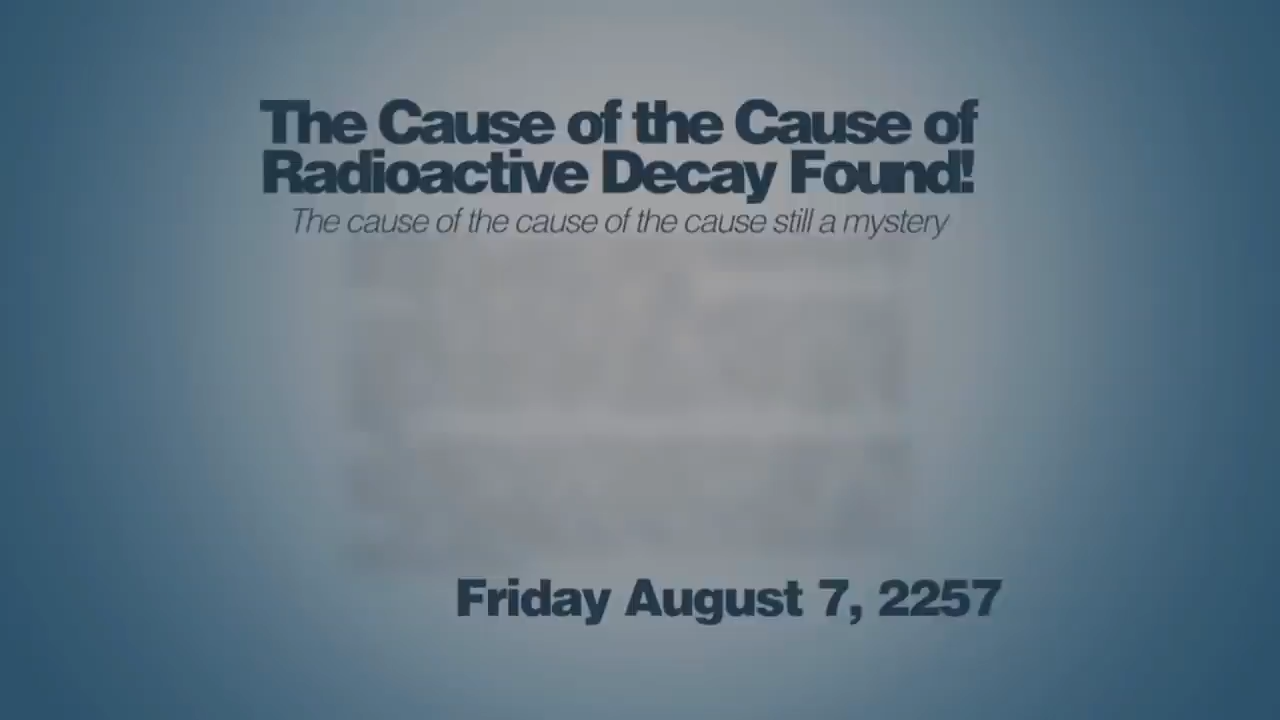 The Cause of the Cause of
Radioactive Decay Found!
The cause of the cause of the cause still a mystery
Friday August 7, 2257